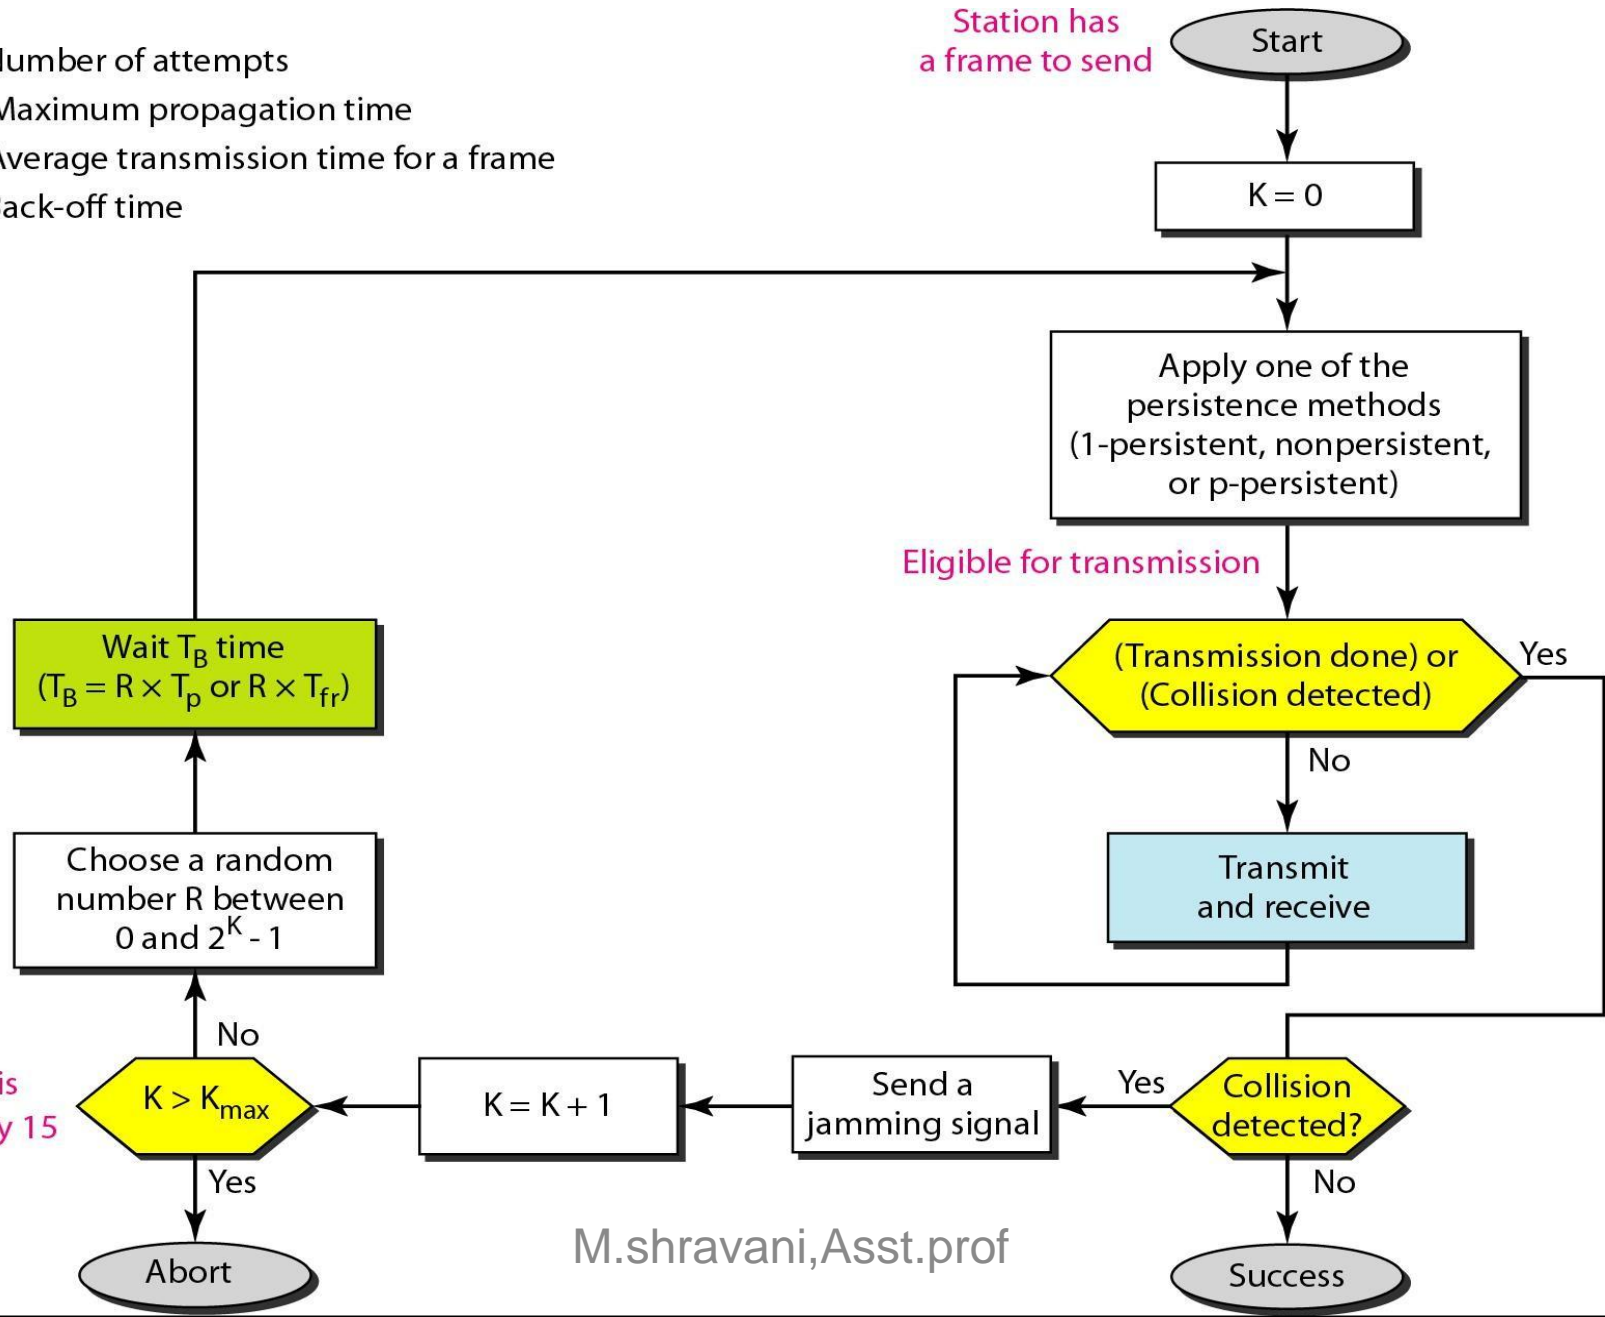 umber of attempts
Maximum propagation time
Average transmission time for a frame
ack-off time
Station has
a frame to send
Start
K = 0
Apply one of the
persistence methods
(1-persistent, nonpersistent,
or p-persistent)
Eligible for transmission
(Transmission done) or
(Collision detected)
Yes
No
Transmit
and receive
Wait T_B time
(T_B = R × T_p or R × T_fr)
Choose a random
number R between
0 and 2^K - 1
No
is
y 15
K > K_max
K = K + 1
Send a
jamming signal
Yes
Collision
detected?
Yes
No
Abort
M.shravani,Asst.prof
Success